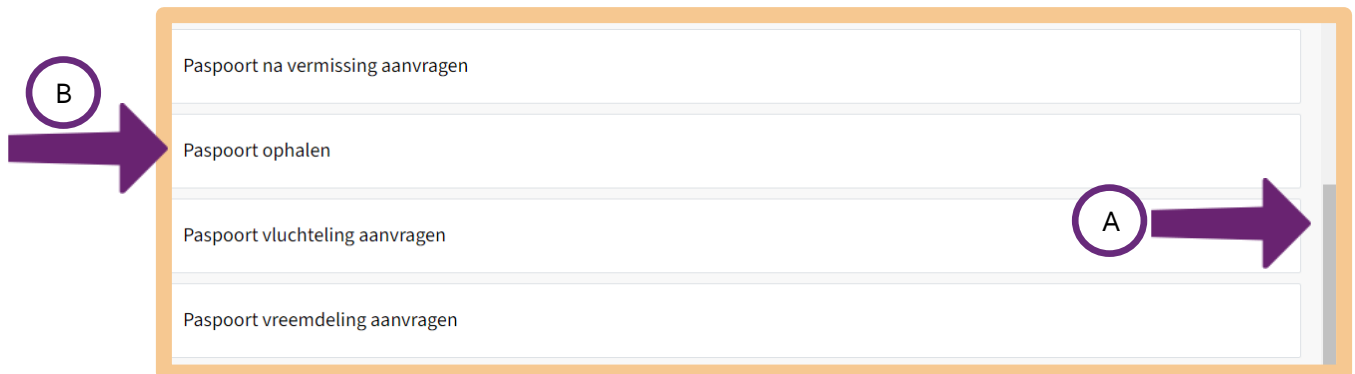 B
Paspoort na vermissing aanvragen
Paspoort ophalen
Paspoort vluchteling aanvragen
A
Paspoort vreemdeling aanvragen